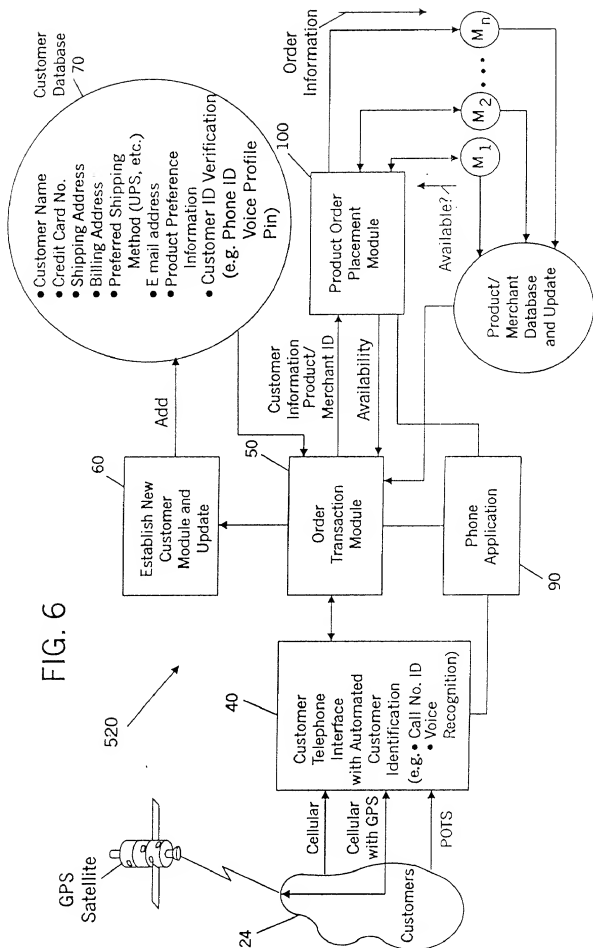 FIG. 6
520
GPS
Satellite
24
Customers
Cellular
Cellular
with GPS
POTS
40
Customer
Telephone
Interface
with Automated
Customer
Identification
(e.g. • Call No. ID
• Voice
Recognition)
60
Establish New
Customer
Module and
Update
Add
50
Order
Transaction
Module
Phone
Application
90
Customer
Database
70
• Customer Name
• Credit Card No.
• Shipping Address
• Billing Address
• Preferred Shipping
Method (UPS, etc.)
• E mail address
• Product Preference
Information
• Customer ID Verification
(e.g. Phone ID
Voice Profile
Pin)
Customer
Information
Product/
Merchant ID
Availability
100
Product Order
Placement
Module
Order
Information
Available?
M1
M2
Mn
Product/
Merchant
Database
and Update